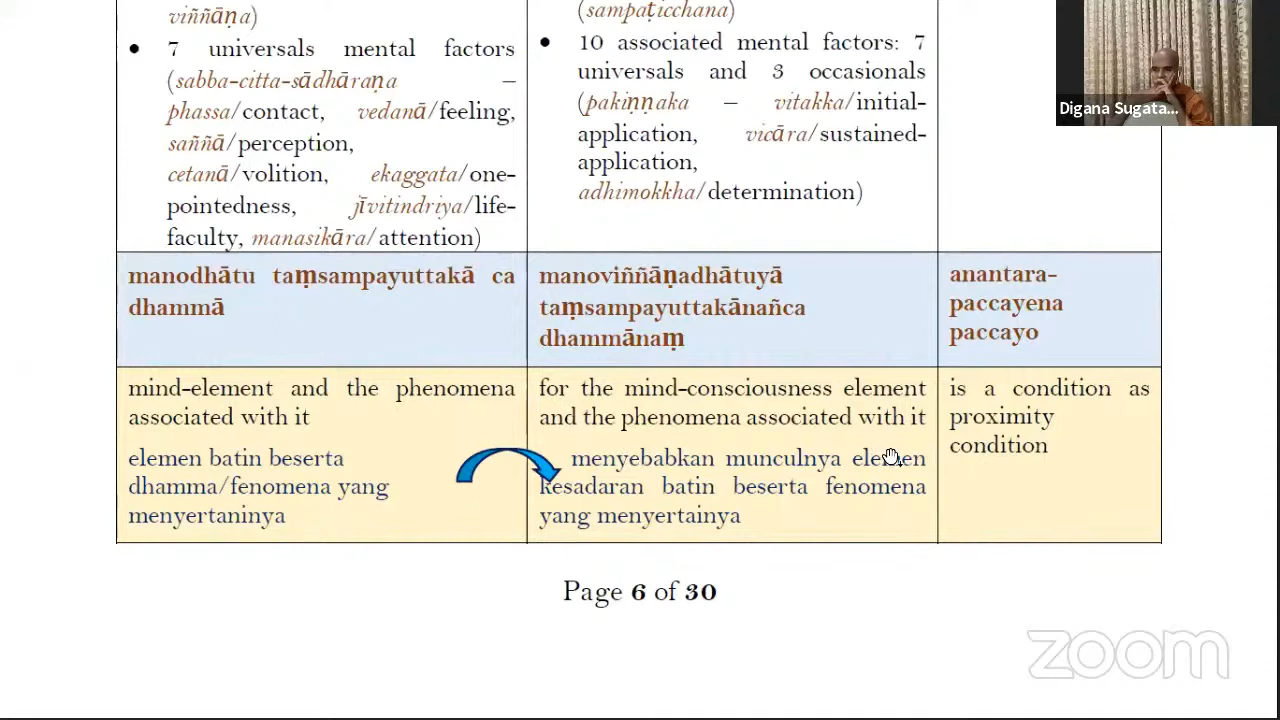 viññāṇa)
• 7 universals mental factors
(sabba-citta-sādhāraṇa –
phassa/contact, vedanā/feeling,
saññā/perception,
cetanā/volition, ekaggata/one-
pointedness, jīvitindriya/life-
faculty, manasikāra/attention)
(sampaṭicchana)
• 10 associated mental factors: 7
universals and 3 occasionals
(pakiṇṇaka – vitakka/initial-
application, vicāra/sustained-
application,
adhimokkha/determination)
manodhātu taṃsampayuttakā ca
dhammā
manoviññāṇadhātuyā
taṃsampayuttakānañca
dhammānaṃ
anantara-
paccayena
paccayo
mind-element and the phenomena
associated with it
elemen batin beserta
dhamma/fenomena yang
menyertaninya
for the mind-consciousness element
and the phenomena associated with it
menyebabkan munculnya elemen
kesadaran batin beserta fenomena
yang menyertainya
is a condition as
proximity
condition
Page 6 of 30
Digana Sugata...
zoom